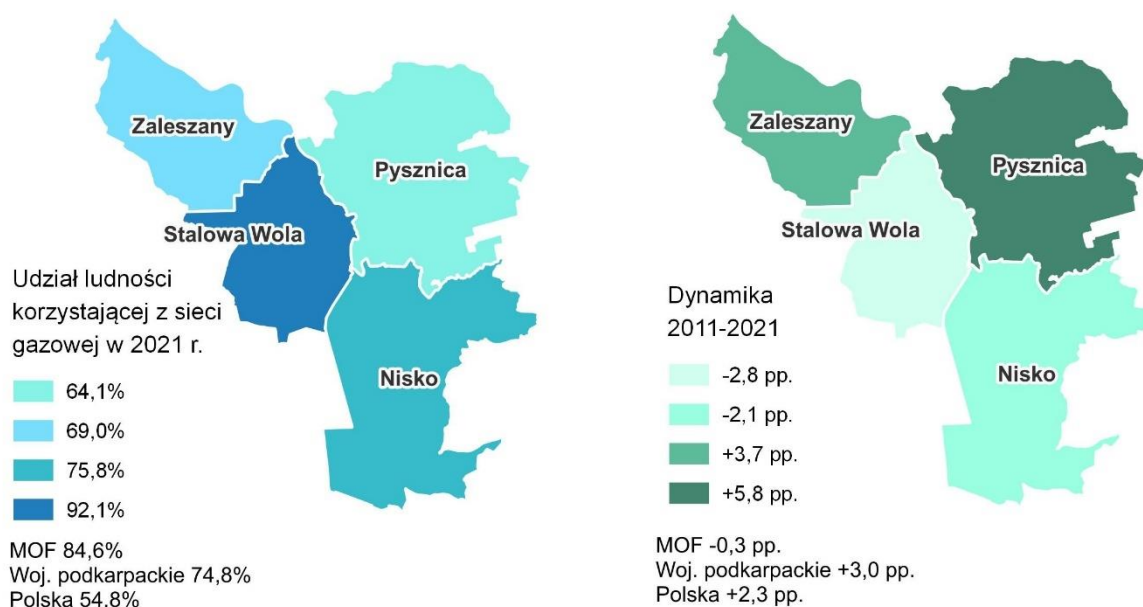 Zaleszany
Pysznica
Stalowa Wola
Nisko
Udział ludności
korzystającej z sieci
gazowej w 2021 r.
64,1%
69,0%
75,8%
92,1%
MOF 84,6%
Woj. podkarpackie 74,8%
Polska 54,8%
Zaleszany
Pysznica
Stalowa Wola
Nisko
Dynamika
2011-2021
-2,8 pp.
-2,1 pp.
+3,7 pp.
+5,8 pp.
MOF -0,3 pp.
Woj. podkarpackie +3,0 pp.
Polska +2,3 pp.